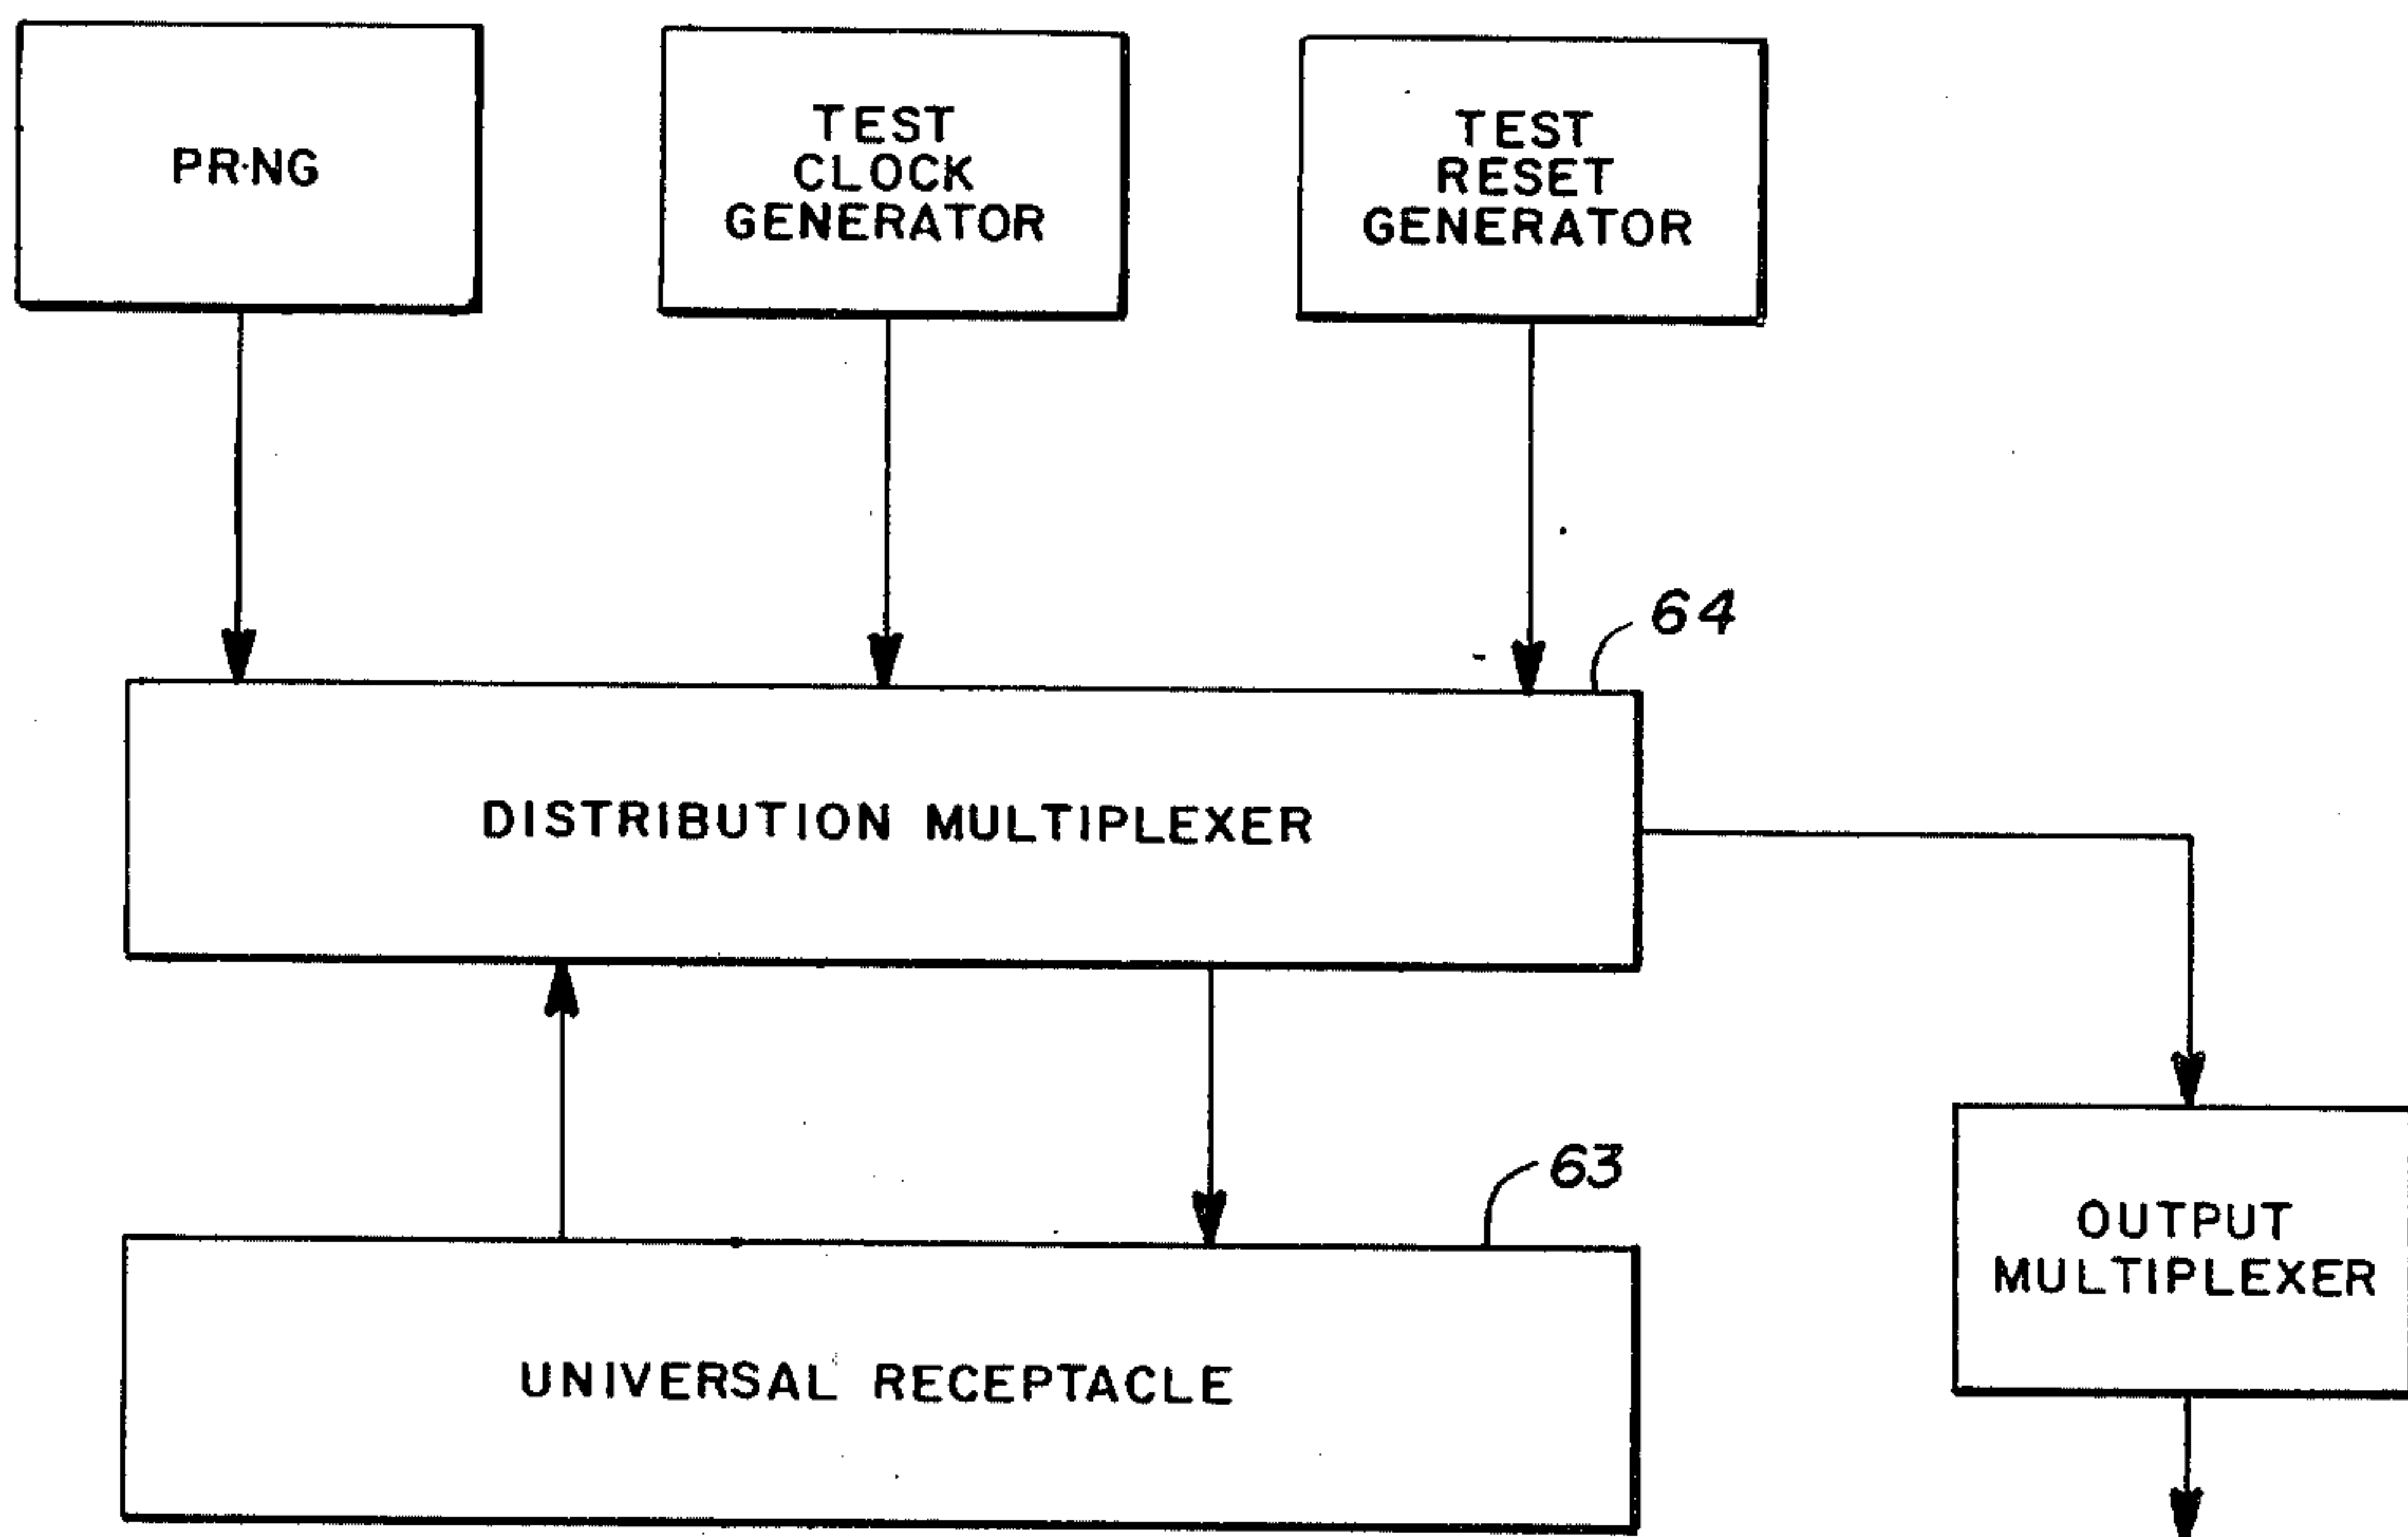 PR·NG
TEST
CLOCK
GENERATOR
TEST
RESET
GENERATOR
64
DISTRIBUTION MULTIPLEXER
63
OUTPUT
MULTIPLEXER
UNIVERSAL RECEPTACLE